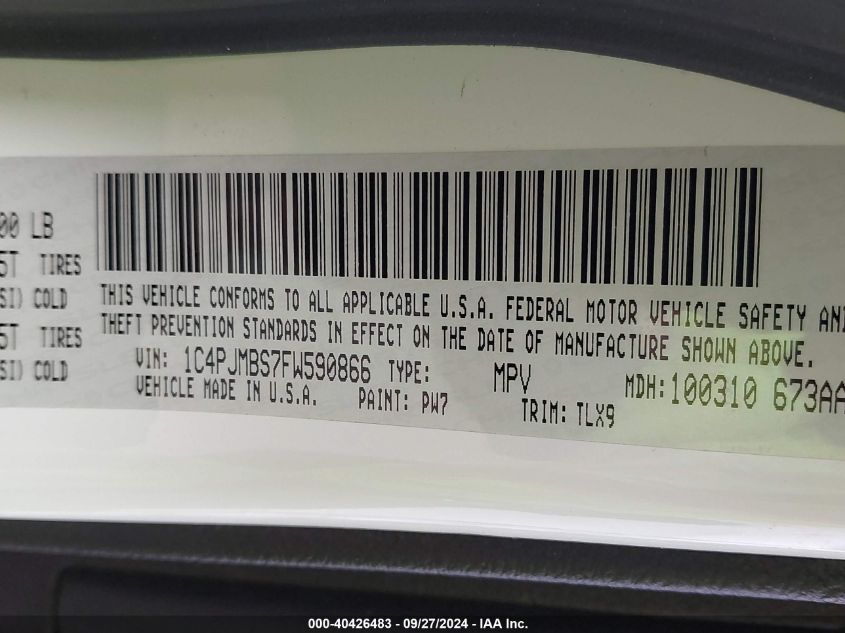 00 LB
5T TIRES
SI) COLD
5T TIRES
SI) COLD
THIS VEHICLE CONFORMS TO ALL APPLICABLE U.S.A. FEDERAL MOTOR VEHICLE SAFETY AND
THEFT PREVENTION STANDARDS IN EFFECT ON THE DATE OF MANUFACTURE SHOWN ABOVE.
VIN: 1C4PJMBS7FW590866 TYPE: MPV MDH:100310 673AA
VEHICLE MADE IN U.S.A. PAINT: PW7 TRIM: TLX9
000-40426483 - 09/27/2024 - IAA Inc.